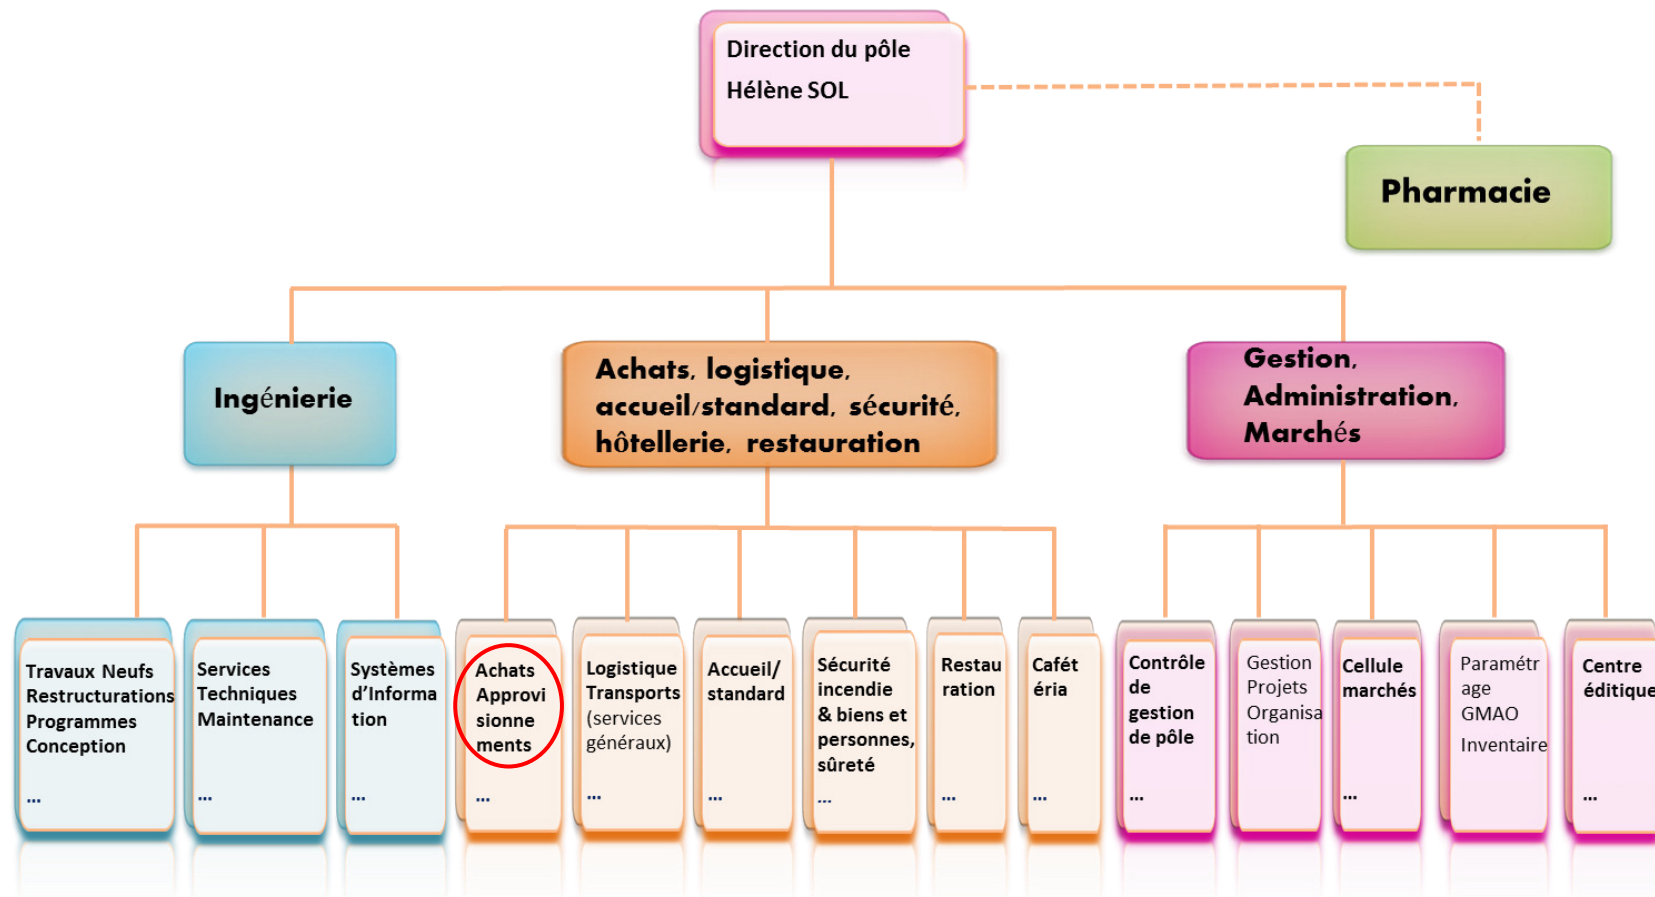 Direction du pôle
Hélène SOL
Pharmacie
Ingénierie
Achats, logistique,
accueil/standard, sécurité,
hôtellerie, restauration
Gestion,
Administration,
Marchés
Travaux Neufs
Restructurations
Programmes
Conception
...
Services
Techniques
Maintenance
...
Systèmes
d’Informa
tion
...
Achats
Approvi
sionne
ments
...
Logistique
Transports
(services
généraux)
...
Accueil/
standard
...
Sécurité
incendie
& biens et
personnes,
sûreté
...
Restau
ration
...
Cafét
éria
...
Contrôle
de
gestion
de pôle
...
Gestion
Projets
Organisa
tion
Cellule
marchés
...
Paramétr
age
GMAO
Inventaire
Centre
éditique
...